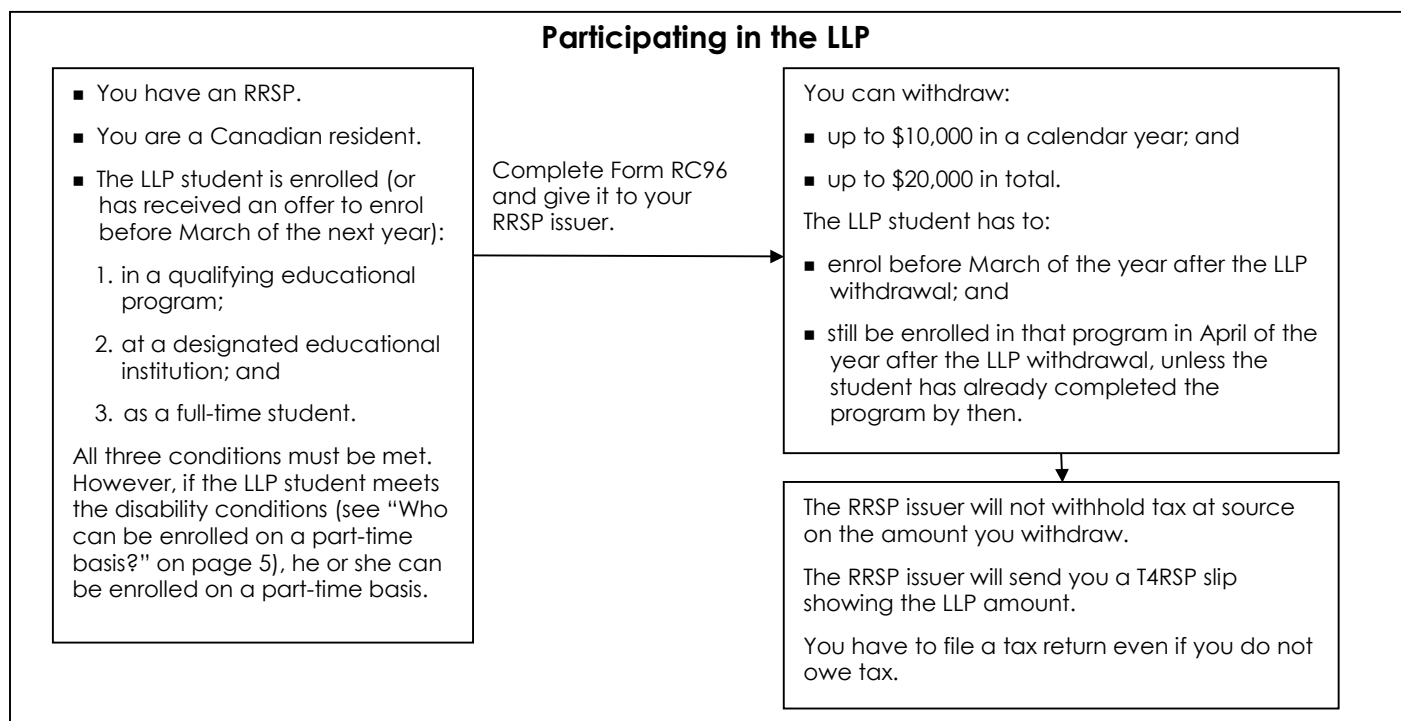 Participating in the LLP
■ You have an RRSP.
■ You are a Canadian resident.
■ The LLP student is enrolled (or
has received an offer to enrol
before March of the next year):
1. in a qualifying educational
program;
2. at a designated educational
institution; and
3. as a full-time student.
All three conditions must be met.
However, if the LLP student meets
the disability conditions (see “Who
can be enrolled on a part-time
basis?” on page 5), he or she can
be enrolled on a part-time basis.
Complete Form RC96
and give it to your
RRSP issuer.
You can withdraw:
■ up to $10,000 in a calendar year; and
■ up to $20,000 in total.
The LLP student has to:
■ enrol before March of the year after the LLP
withdrawal; and
■ still be enrolled in that program in April of the
year after the LLP withdrawal, unless the
student has already completed the
program by then.
The RRSP issuer will not withhold tax at source
on the amount you withdraw.
The RRSP issuer will send you a T4RSP slip
showing the LLP amount.
You have to file a tax return even if you do not
owe tax.